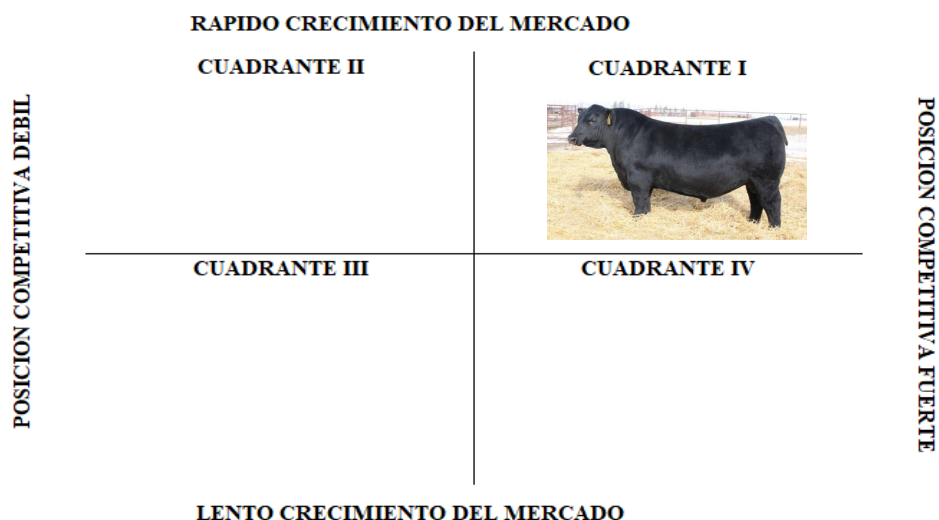 RAPIDO CRECIMIENTO DEL MERCADO
CUADRANTE II
CUADRANTE I
POSICION COMPETITIVA DEBIL
POSICION COMPETITIVA FUERTE
CUADRANTE III
CUADRANTE IV
LENTO CRECIMIENTO DEL MERCADO